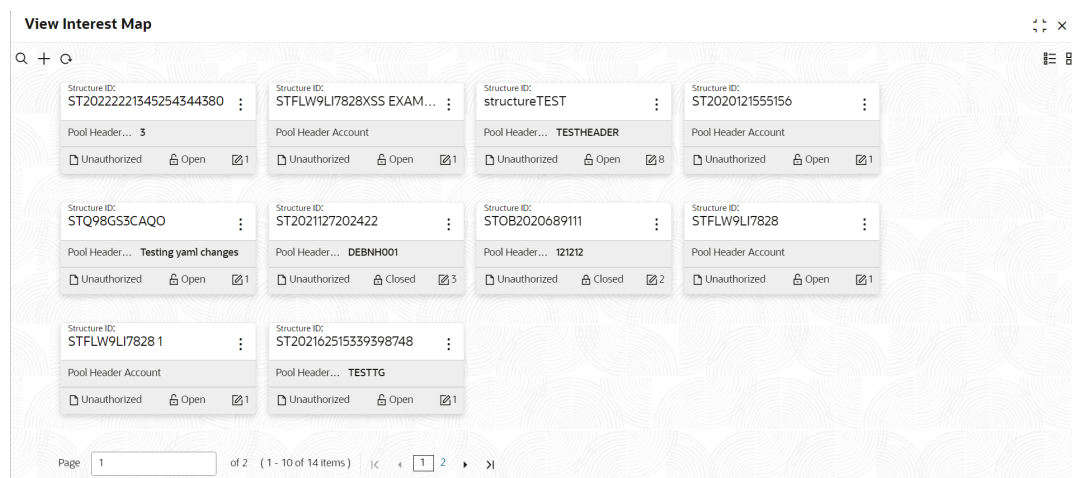 View Interest Map
Structure ID:
ST20222221345254344380
Pool Header... 3
Unauthorized Open 1
Structure ID:
STFLW9LI7828XSS EXAM...
Pool Header Account
Unauthorized Open 1
Structure ID:
structureTEST
Pool Header... TESTHEADER
Unauthorized Open 8
Structure ID:
ST2020121555156
Pool Header Account
Unauthorized Open 1
Structure ID:
STQ98GS3CAQO
Pool Header... Testing yaml changes
Unauthorized Open 1
Structure ID:
ST2021127202422
Pool Header... DEBNH001
Unauthorized Closed 3
Structure ID:
STOB2020689111
Pool Header... 121212
Unauthorized Closed 2
Structure ID:
STFLW9LI7828
Pool Header Account
Unauthorized Open 1
Structure ID:
STFLW9LI7828 1
Pool Header Account
Unauthorized Open 1
Structure ID:
ST202162515339398748
Pool Header... TESTTG
Unauthorized Open 1
Page 1 of 2 (1 - 10 of 14 items) 1 2